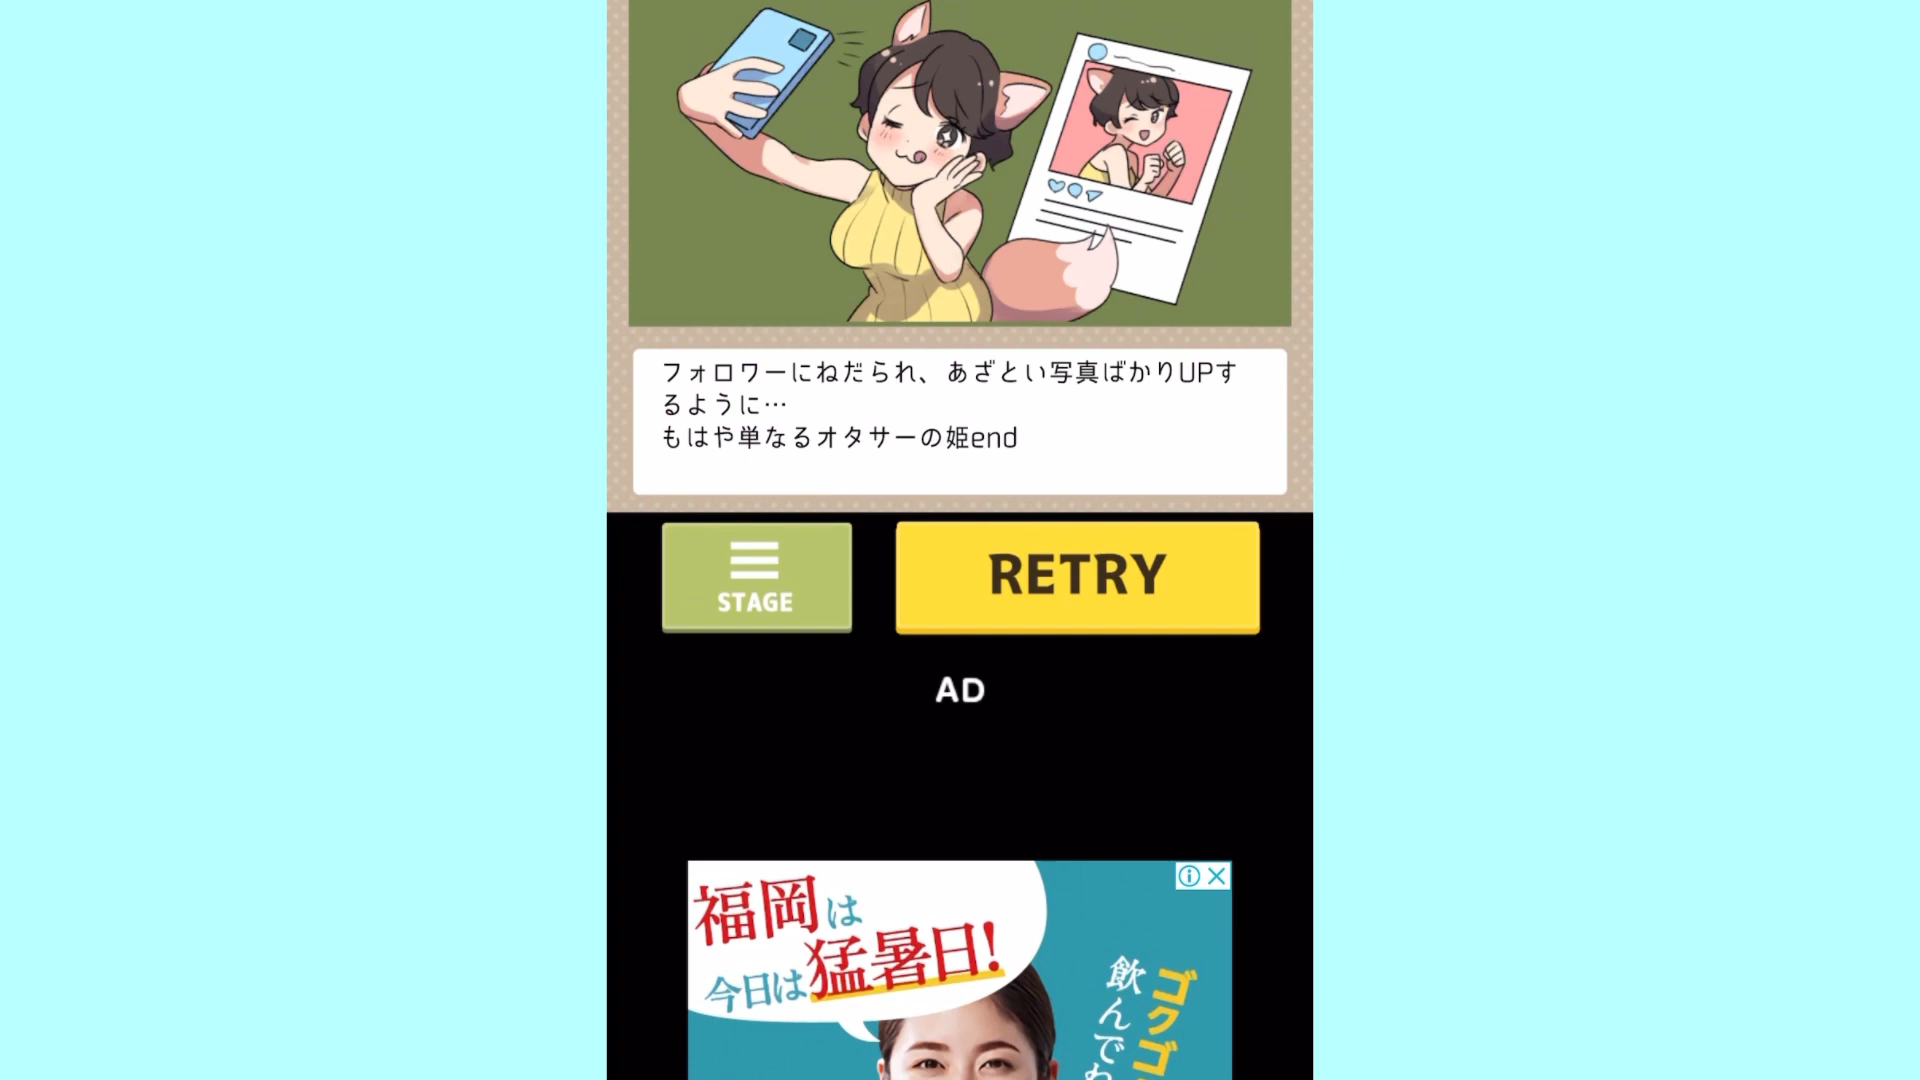 フォロワーにねだられ、あざとい写真ばかりUPす
るように…
もはや単なるオタサーの姫end
STAGE
RETRY
AD
福岡は
今日は猛暑日!
ゴクゴ
飲んで